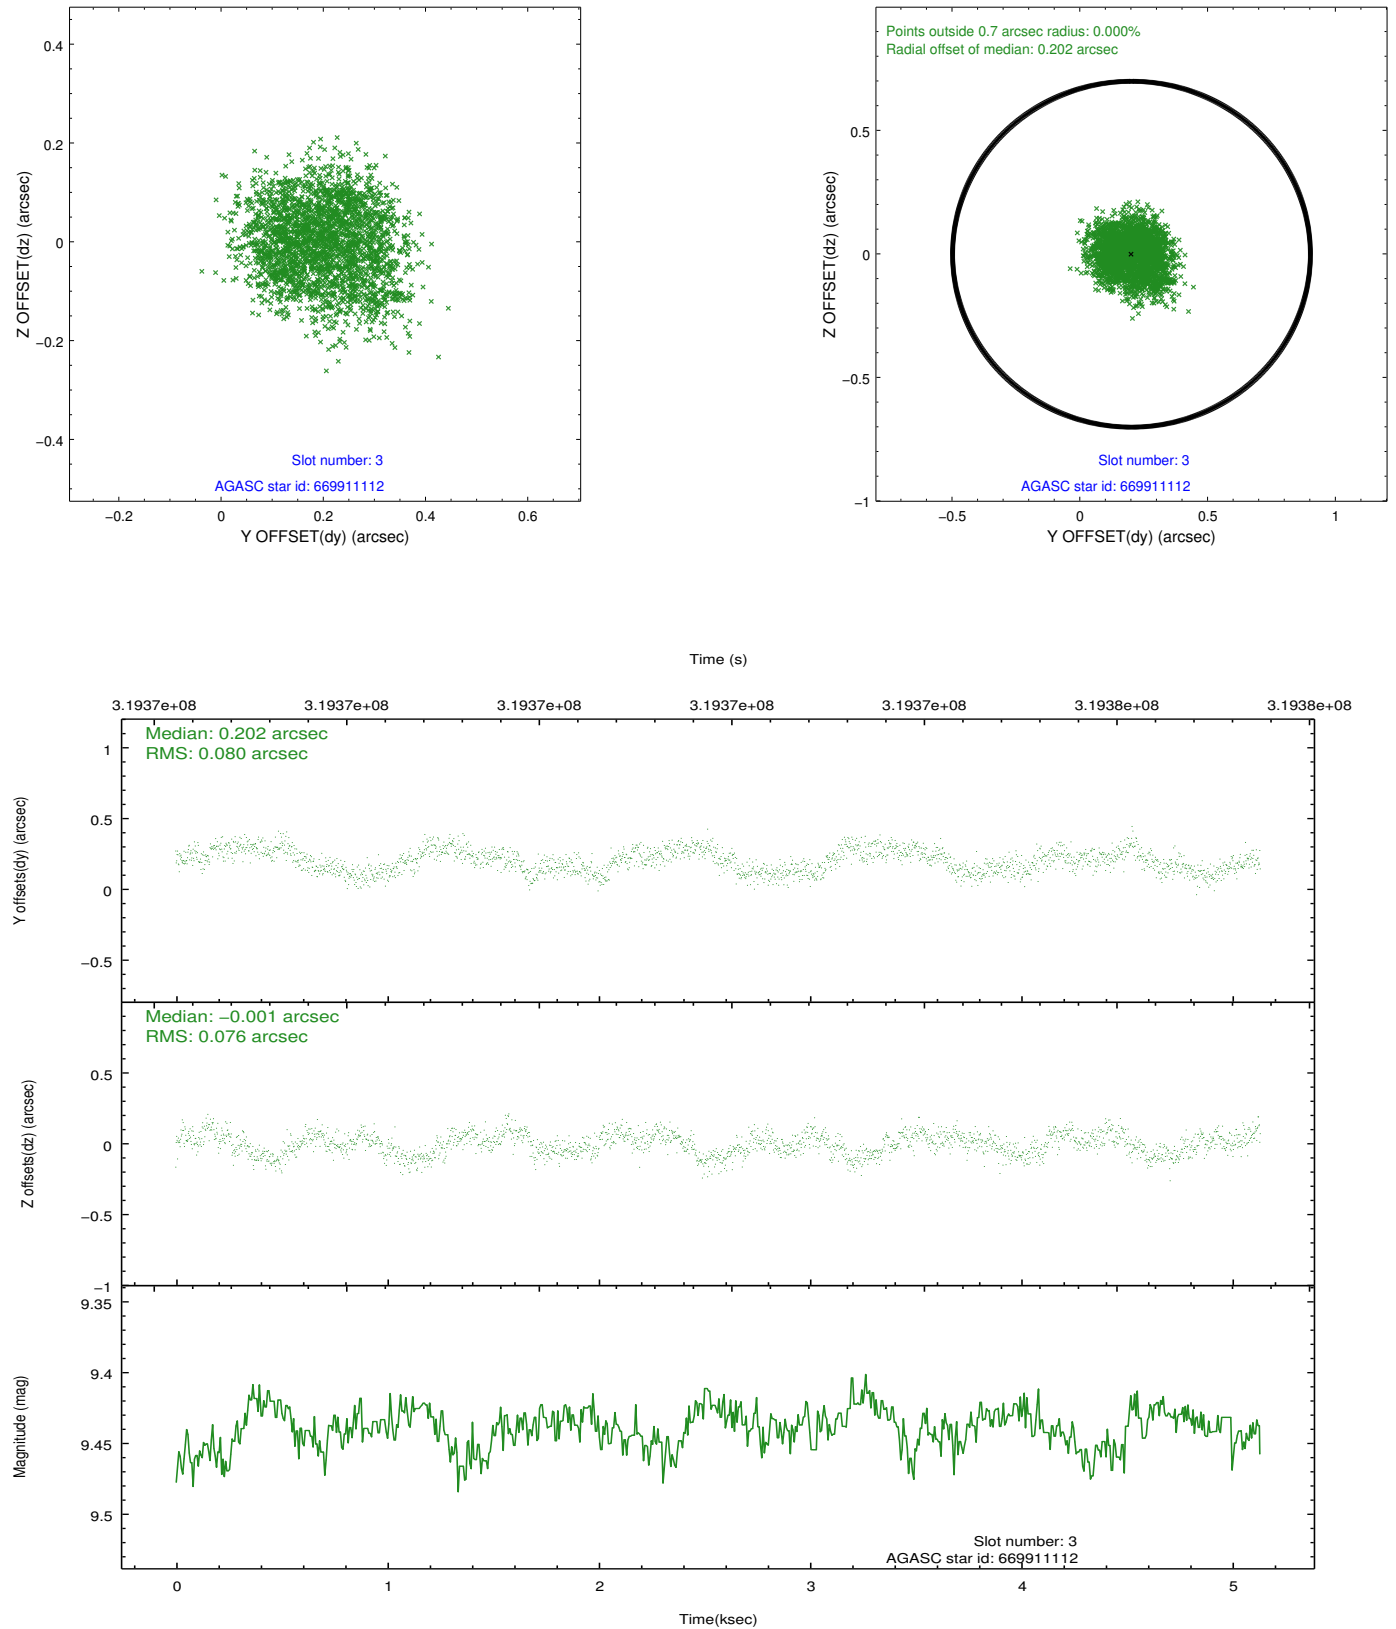 0.4
0.2
0
−0.2
−0.4
Z OFFSET(dz) (arcsec)
Slot number: 3
AGASC star id: 669911112
−0.2 0 0.2 0.4 0.6
Y OFFSET(dy) (arcsec)
Points outside 0.7 arcsec radius: 0.000%
Radial offset of median: 0.202 arcsec
0.5
0
−0.5
−1
Z OFFSET(dz) (arcsec)
Slot number: 3
AGASC star id: 669911112
−0.5 0 0.5 1
Y OFFSET(dy) (arcsec)
Time (s)
3.1937e+08 3.1937e+08 3.1937e+08 3.1937e+08 3.1937e+08 3.1938e+08 3.1938e+08
Median: 0.202 arcsec
RMS: 0.080 arcsec
1
0.5
0
−0.5
Y offsets(dy) (arcsec)
Median: −0.001 arcsec
RMS: 0.076 arcsec
0.5
0
−0.5
−1
Z offsets(dz) (arcsec)
9.35
9.4
9.45
9.5
Magnitude (mag)
Slot number: 3
AGASC star id: 669911112
0 1 2 3 4 5
Time(ksec)